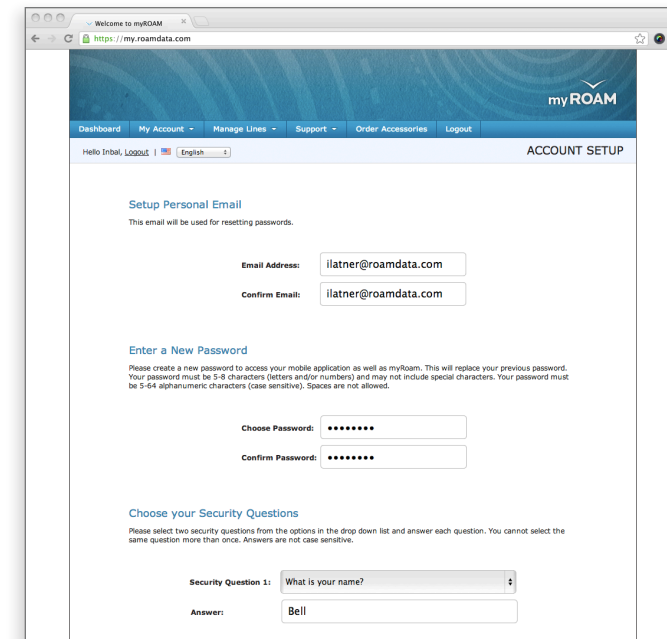 Welcome to myROAM
https://my.roamdata.com
myROAM
Dashboard My Account Manage Lines Support Order Accessories Logout
Hello Inbal, Logout | English
ACCOUNT SETUP
Setup Personal Email
This email will be used for resetting passwords.
Email Address: ilatner@roamdata.com
Confirm Email: ilatner@roamdata.com
Enter a New Password
Please create a new password to access your mobile application as well as myRoam. This will replace your previous password.
Your password must be 5-8 characters (letters and/or numbers) and may not include special characters. Your password must
be 5-64 alphanumeric characters (case sensitive). Spaces are not allowed.
Choose Password: ••••••••
Confirm Password: ••••••••
Choose your Security Questions
Please select two security questions from the options in the drop down list and answer each question. You cannot select the
same question more than once. Answers are not case sensitive.
Security Question 1: What is your name?
Answer: Bell